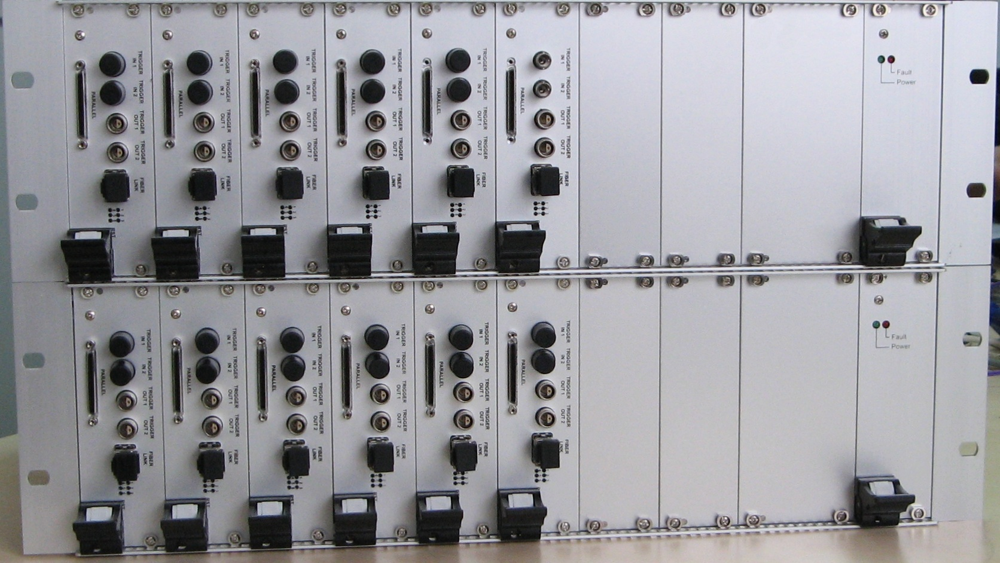 TRIGGER
IN 1
TRIGGER
IN 2
PARALLEL
TRIGGER
OUT 1
TRIGGER
OUT 2
FIBER
LINK
TRIGGER
IN 1
TRIGGER
IN 2
PARALLEL
TRIGGER
OUT 1
TRIGGER
OUT 2
FIBER
LINK
TRIGGER
IN 1
TRIGGER
IN 2
PARALLEL
TRIGGER
OUT 1
TRIGGER
OUT 2
FIBER
LINK
TRIGGER
IN 1
TRIGGER
IN 2
PARALLEL
TRIGGER
OUT 1
TRIGGER
OUT 2
FIBER
LINK
TRIGGER
IN 1
TRIGGER
IN 2
PARALLEL
TRIGGER
OUT 1
TRIGGER
OUT 2
FIBER
LINK
TRIGGER
IN 1
TRIGGER
IN 2
PARALLEL
TRIGGER
OUT 1
TRIGGER
OUT 2
FIBER
LINK
Fault
Power
TRIGGER
IN 1
TRIGGER
IN 2
PARALLEL
TRIGGER
OUT 1
TRIGGER
OUT 2
FIBER
LINK
TRIGGER
IN 1
TRIGGER
IN 2
PARALLEL
TRIGGER
OUT 1
TRIGGER
OUT 2
FIBER
LINK
TRIGGER
IN 1
TRIGGER
IN 2
PARALLEL
TRIGGER
OUT 1
TRIGGER
OUT 2
FIBER
LINK
TRIGGER
IN 1
TRIGGER
IN 2
PARALLEL
TRIGGER
OUT 1
TRIGGER
OUT 2
FIBER
LINK
TRIGGER
IN 1
TRIGGER
IN 2
PARALLEL
TRIGGER
OUT 1
TRIGGER
OUT 2
FIBER
LINK
TRIGGER
IN 1
TRIGGER
IN 2
PARALLEL
TRIGGER
OUT 1
TRIGGER
OUT 2
FIBER
LINK
Fault
Power